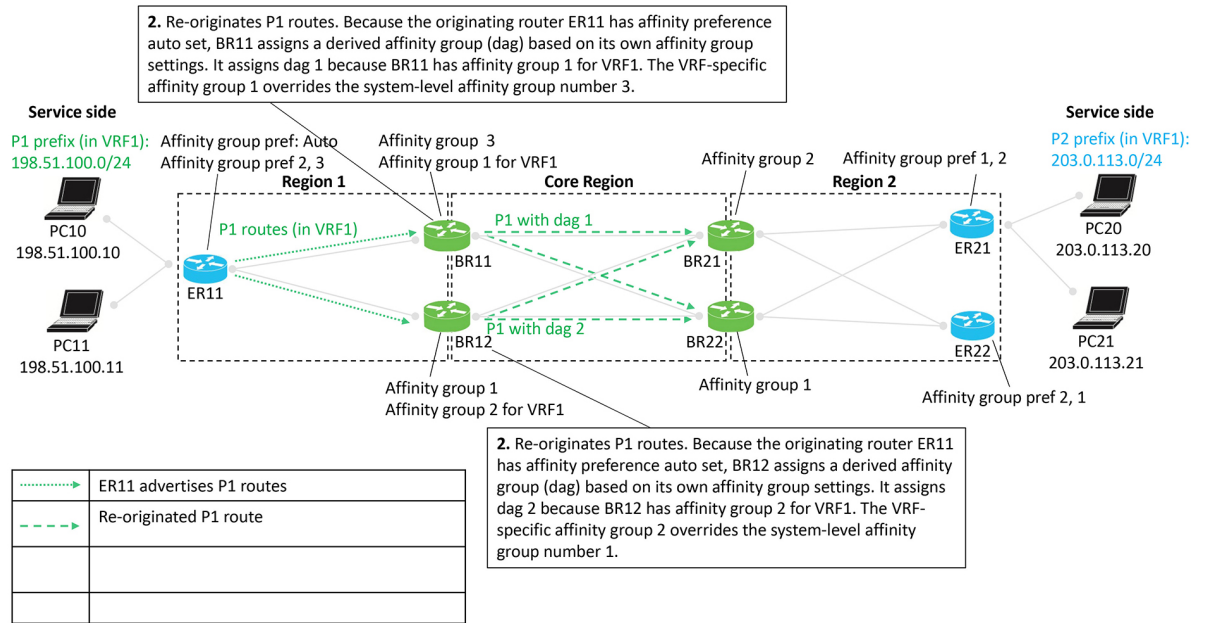 2. Re-originates P1 routes. Because the originating router ER11 has affinity preference
auto set, BR11 assigns a derived affinity group (dag) based on its own affinity group
settings. It assigns dag 1 because BR11 has affinity group 1 for VRF1. The VRF-specific
affinity group 1 overrides the system-level affinity group number 3.
Service side
P1 prefix (in VRF1):
198.51.100.0/24
PC10
198.51.100.10
PC11
198.51.100.11
Affinity group pref: Auto
Affinity group pref 2, 3
Affinity group 3
Affinity group 1 for VRF1
Affinity group 2
Affinity group pref 1, 2
Service side
P2 prefix (in VRF1):
203.0.113.0/24
Region 1
Core Region
Region 2
P1 routes (in VRF1)
P1 with dag 1
ER11
BR11
BR21
ER21
PC20
203.0.113.20
P1 with dag 2
BR12
BR22
ER22
PC21
203.0.113.21
Affinity group 1
Affinity group 2 for VRF1
Affinity group 1
Affinity group pref 2, 1
2. Re-originates P1 routes. Because the originating router ER11
has affinity preference auto set, BR12 assigns a derived affinity
group (dag) based on its own affinity group settings. It assigns
dag 2 because BR12 has affinity group 2 for VRF1. The VRF-
specific affinity group 2 overrides the system-level affinity
group number 1.
ER11 advertises P1 routes
Re-originated P1 route